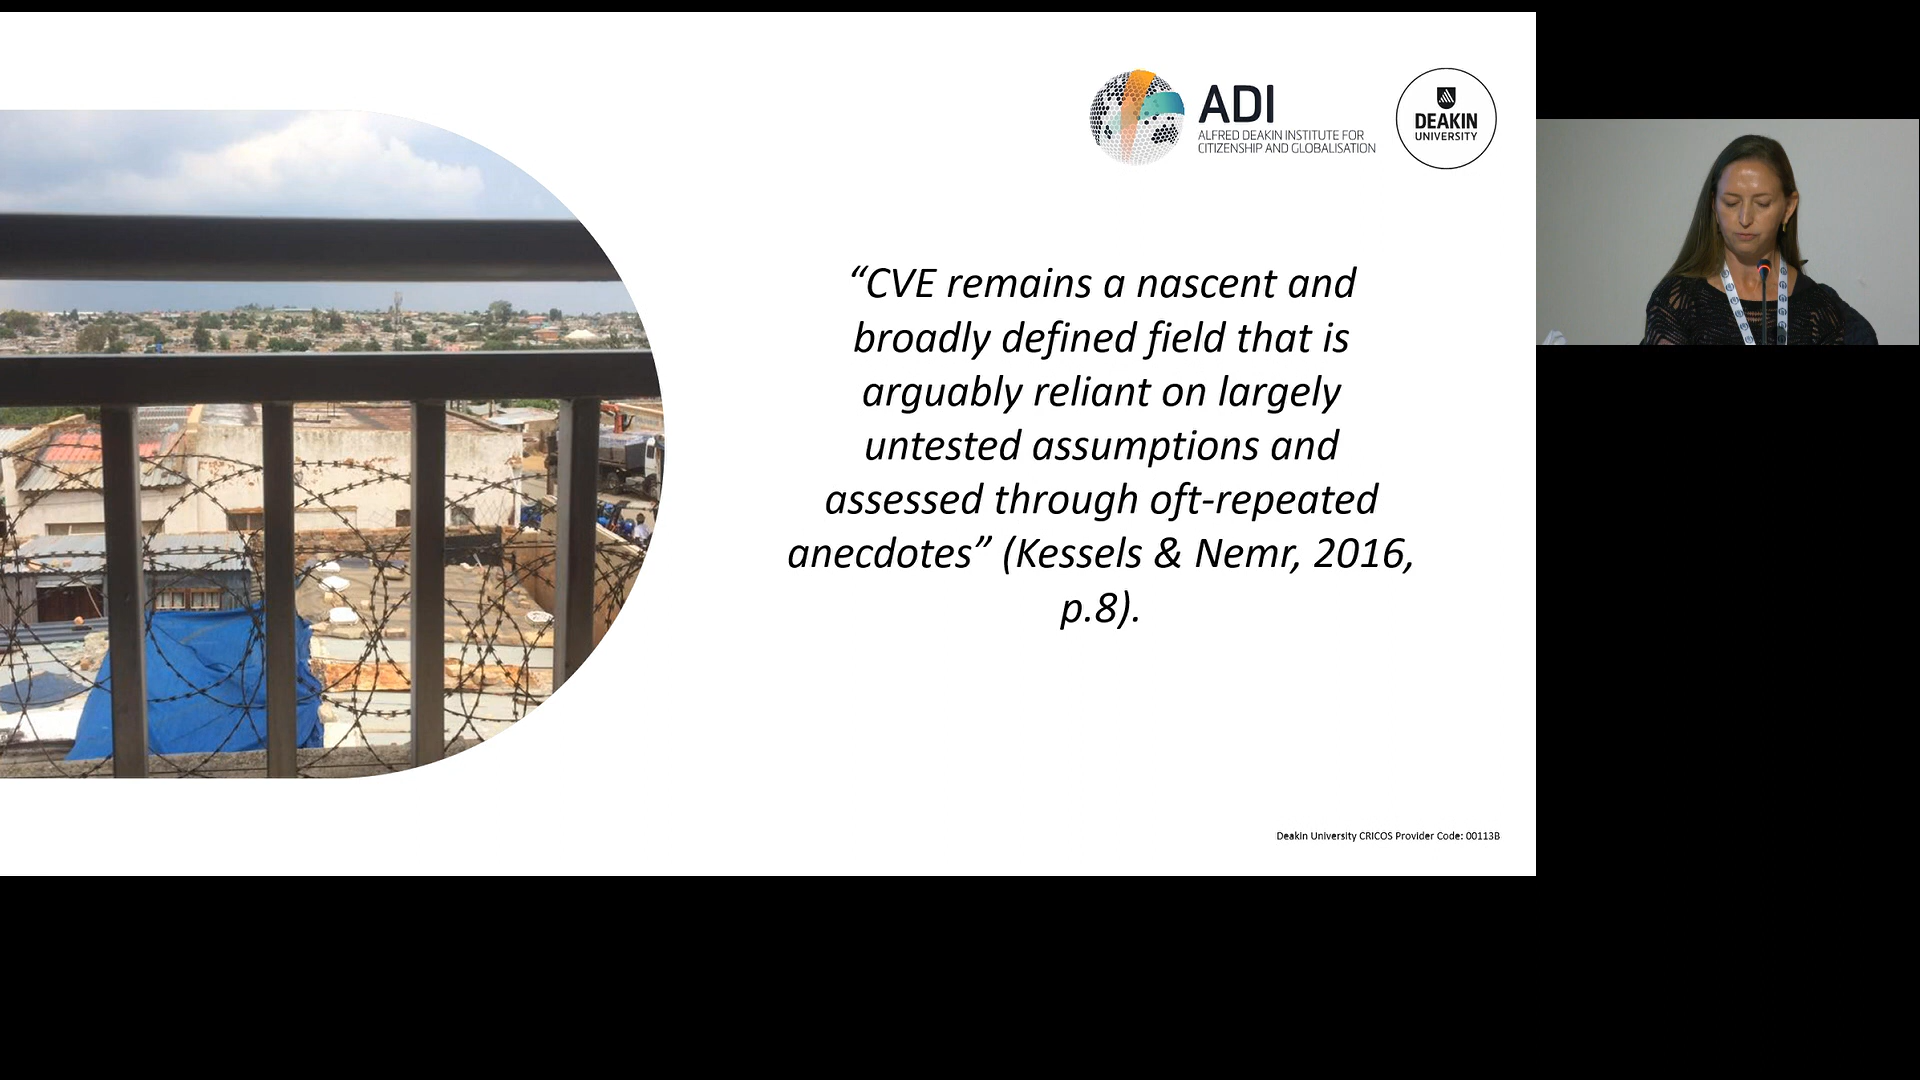 ADI
ALFRED DEAKIN INSTITUTE FOR
CITIZENSHIP AND GLOBALISATION
DEAKIN
UNIVERSITY
“CVE remains a nascent and
broadly defined field that is
arguably reliant on largely
untested assumptions and
assessed through oft-repeated
anecdotes” (Kessels & Nemr, 2016,
p.8).
Deakin University CRICOS Provider Code: 00113B